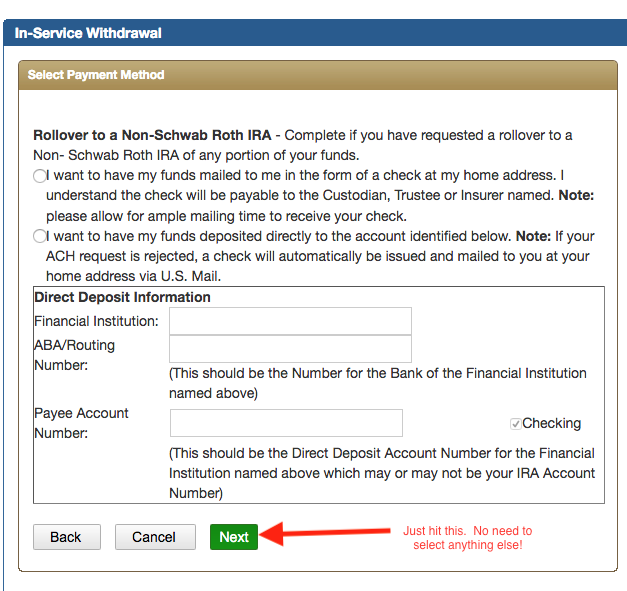 In-Service Withdrawal
Select Payment Method
Rollover to a Non-Schwab Roth IRA - Complete if you have requested a rollover to a
Non- Schwab Roth IRA of any portion of your funds.
I want to have my funds mailed to me in the form of a check at my home address. I
understand the check will be payable to the Custodian, Trustee or Insurer named. Note:
please allow for ample mailing time to receive your check.
I want to have my funds deposited directly to the account identified below. Note: If your
ACH request is rejected, a check will automatically be issued and mailed to you at your
home address via U.S. Mail.
Direct Deposit Information
Financial Institution:
ABA/Routing
Number:
(This should be the Number for the Bank of the Financial Institution
named above)
Payee Account
Number:
Checking
(This should be the Direct Deposit Account Number for the Financial
Institution named above which may or may not be your IRA Account
Number)
Back Cancel Next
Just hit this. No need to
select anything else!